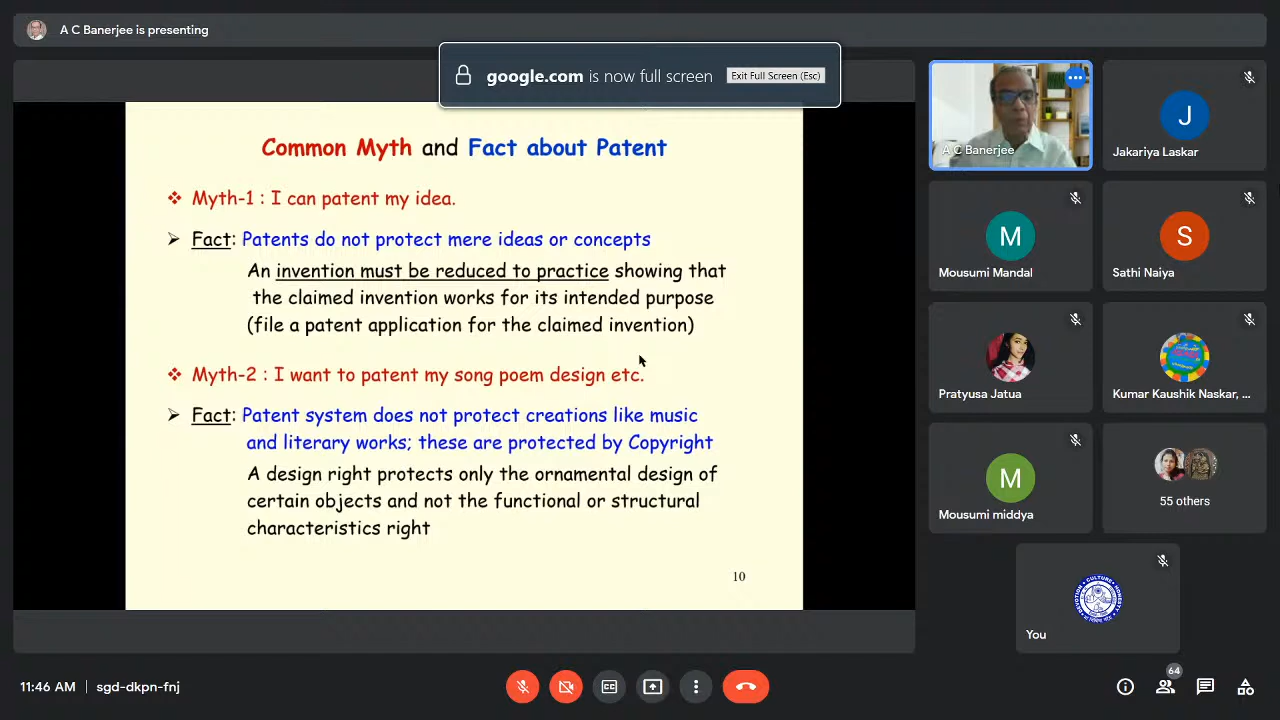 A C Banerjee is presenting
google.com is now full screen
Exit Full Screen (Esc)
Common Myth and Fact about Patent
❖ Myth-1 : I can patent my idea.
➢ Fact: Patents do not protect mere ideas or concepts
An invention must be reduced to practice showing that
the claimed invention works for its intended purpose
(file a patent application for the claimed invention)
❖ Myth-2 : I want to patent my song poem design etc.
➢ Fact: Patent system does not protect creations like music
and literary works; these are protected by Copyright
A design right protects only the ornamental design of
certain objects and not the functional or structural
characteristics right
10
A C Banerjee
J
Jakariya Laskar
M
Mousumi Mandal
S
Sathi Naiya
Pratyusa Jatua
Kumar Kaushik Naskar, ...
M
Mousumi middya
55 others
You
11:46 AM | sgd-dkpn-fnj
64